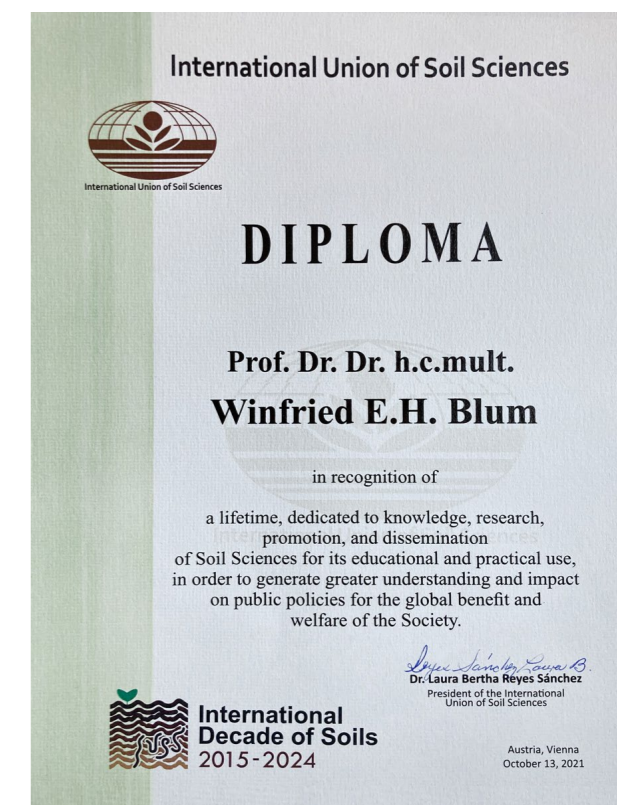 International Union of Soil Sciences
International Union of Soil Sciences
DIPLOMA
Prof. Dr. Dr. h.c.mult.
Winfried E.H. Blum
in recognition of
a lifetime, dedicated to knowledge, research,
promotion, and dissemination
of Soil Sciences for its educational and practical use,
in order to generate greater understanding and impact
on public policies for the global benefit and
welfare of the Society.
Reyes Sánchez Laura B.
Dr. Laura Bertha Reyes Sánchez
President of the International
Union of Soil Sciences
IUSS
International
Decade of Soils
2015-2024
Austria, Vienna
October 13, 2021